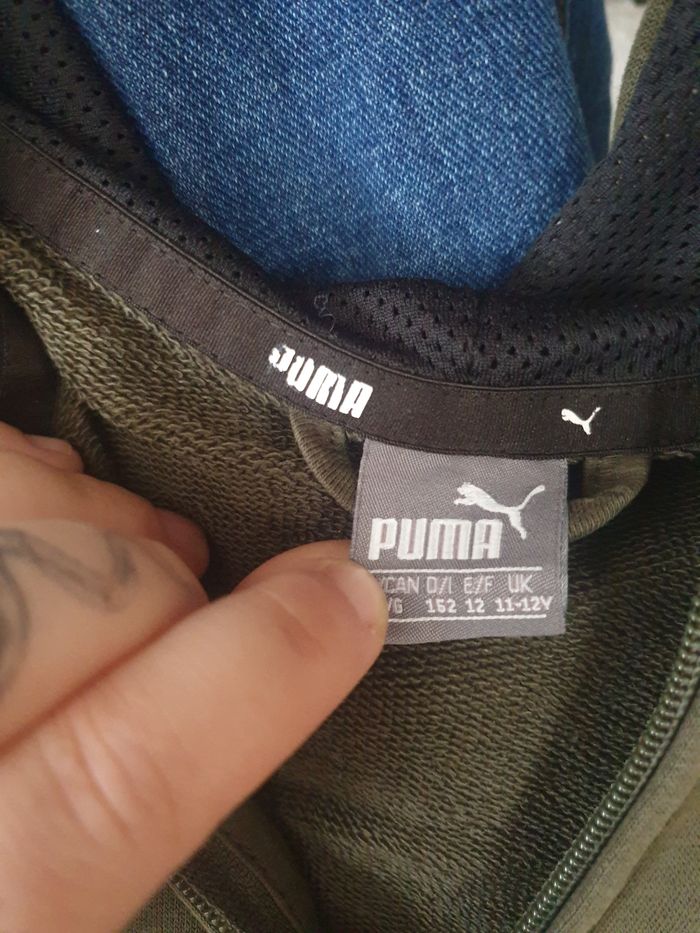 PUMA
PUMA
CAN D/I E/F UK
/G 152 12 11-12Y